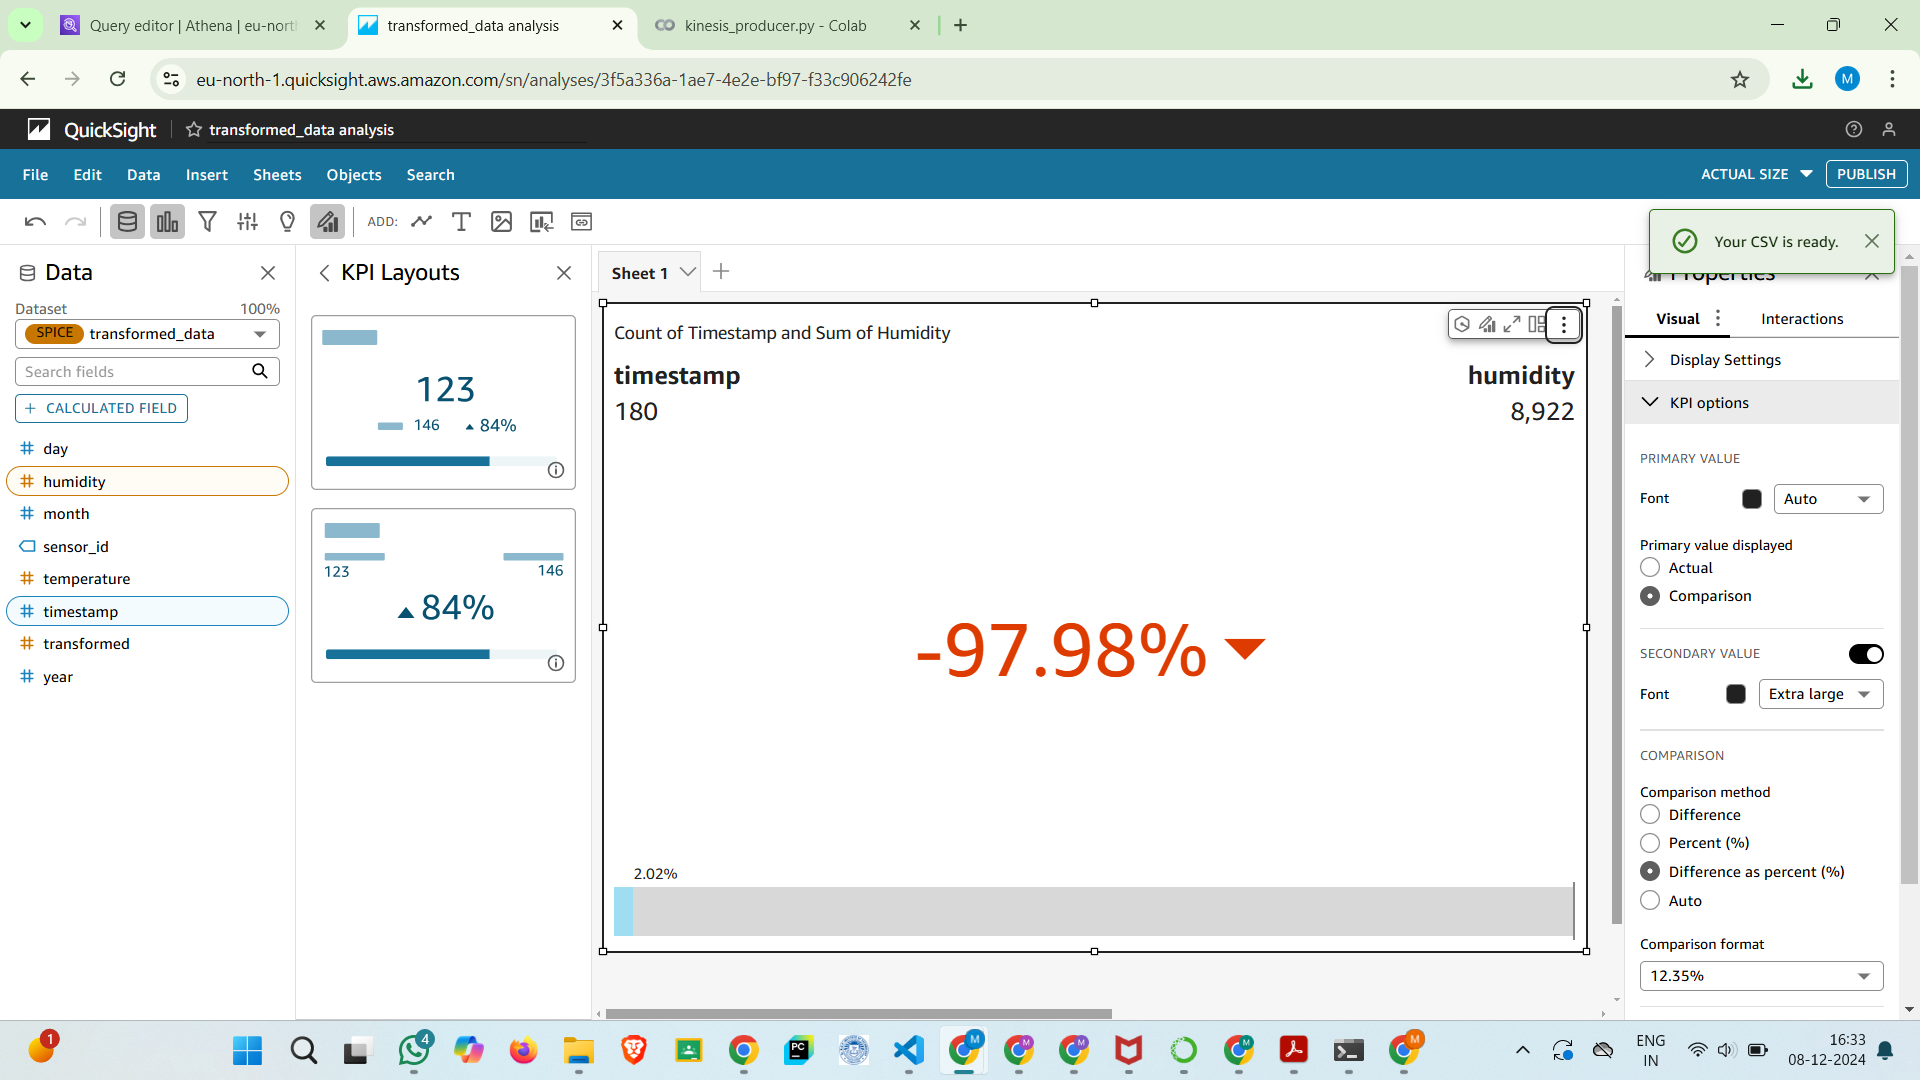 Query editor | Athena | eu-nort
transformed_data analysis
kinesis_producer.py - Colab
eu-north-1.quicksight.aws.amazon.com/sn/analyses/3f5a336a-1ae7-4e2e-bf97-f33c906242fe
M
QuickSight
transformed_data analysis
File
Edit
Data
Insert
Sheets
Objects
Search
ACTUAL SIZE
PUBLISH
ADD:
Your CSV is ready.
Data
Dataset
100%
SPICE
transformed_data
Search fields
+ CALCULATED FIELD
day
humidity
month
sensor_id
temperature
timestamp
transformed
year
KPI Layouts
123
146
84%
123
146
84%
Sheet 1
Count of Timestamp and Sum of Humidity
timestamp
humidity
180
8,922
-97.98%
2.02%
Properties
Visual
Interactions
Display Settings
KPI options
PRIMARY VALUE
Font
Auto
Primary value displayed
Actual
Comparison
SECONDARY VALUE
Font
Extra large
COMPARISON
Comparison method
Difference
Percent (%)
Difference as percent (%)
Auto
Comparison format
12.35%
1
4
PC
M
M
M
M
M
ENG
IN
16:33
08-12-2024